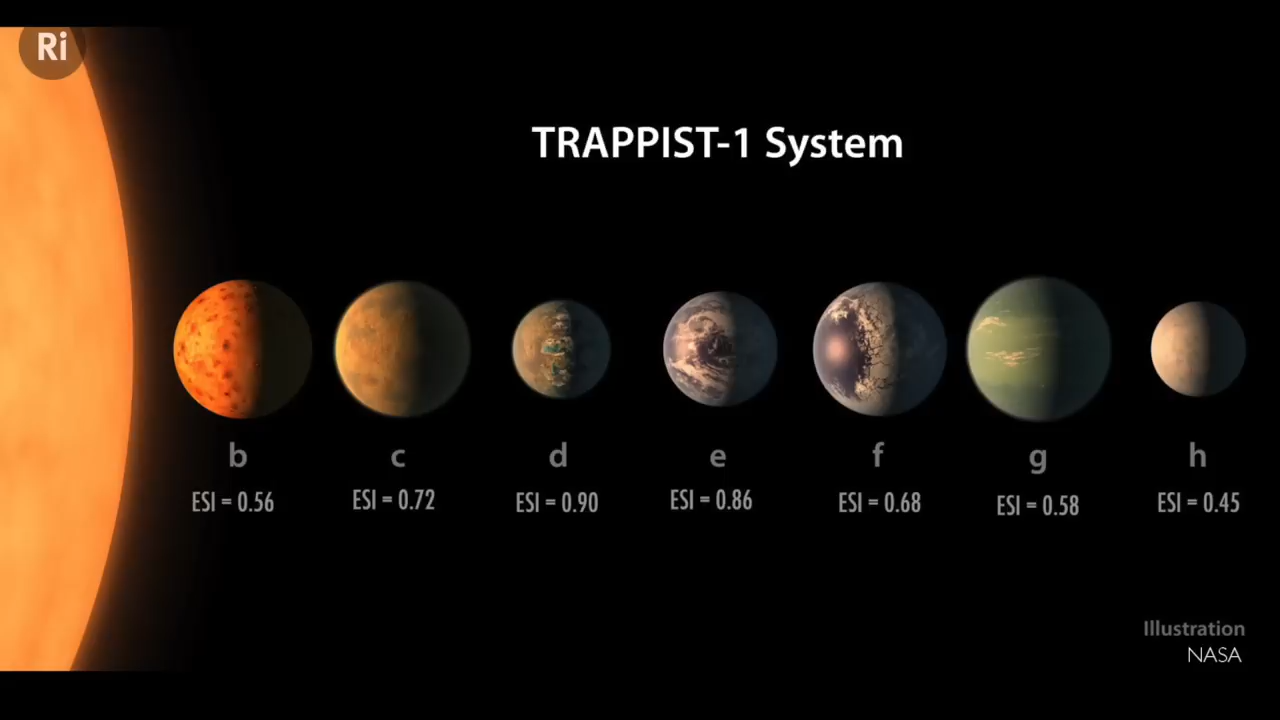 Ri
TRAPPIST-1 System
b c d e f g h
ESI = 0.56 ESI = 0.72 ESI = 0.90 ESI = 0.86 ESI = 0.68 ESI = 0.58 ESI = 0.45
Illustration
NASA